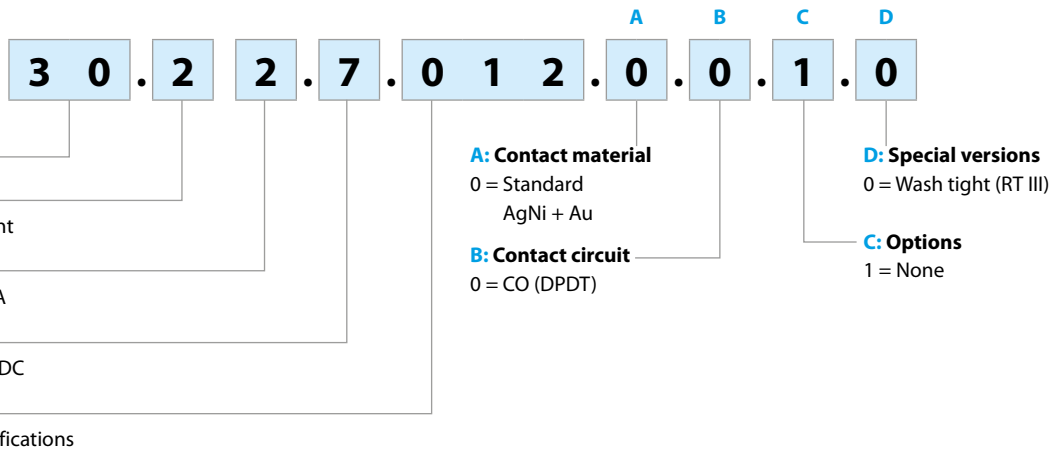 A B C D
3 0 . 2 2 . 7 . 0 1 2 . 0 . 0 . 1 . 0
A: Contact material
0 = Standard
AgNi + Au
B: Contact circuit
0 = CO (DPDT)
D: Special versions
0 = Wash tight (RT III)
C: Options
1 = None
nt
A
DC
fications